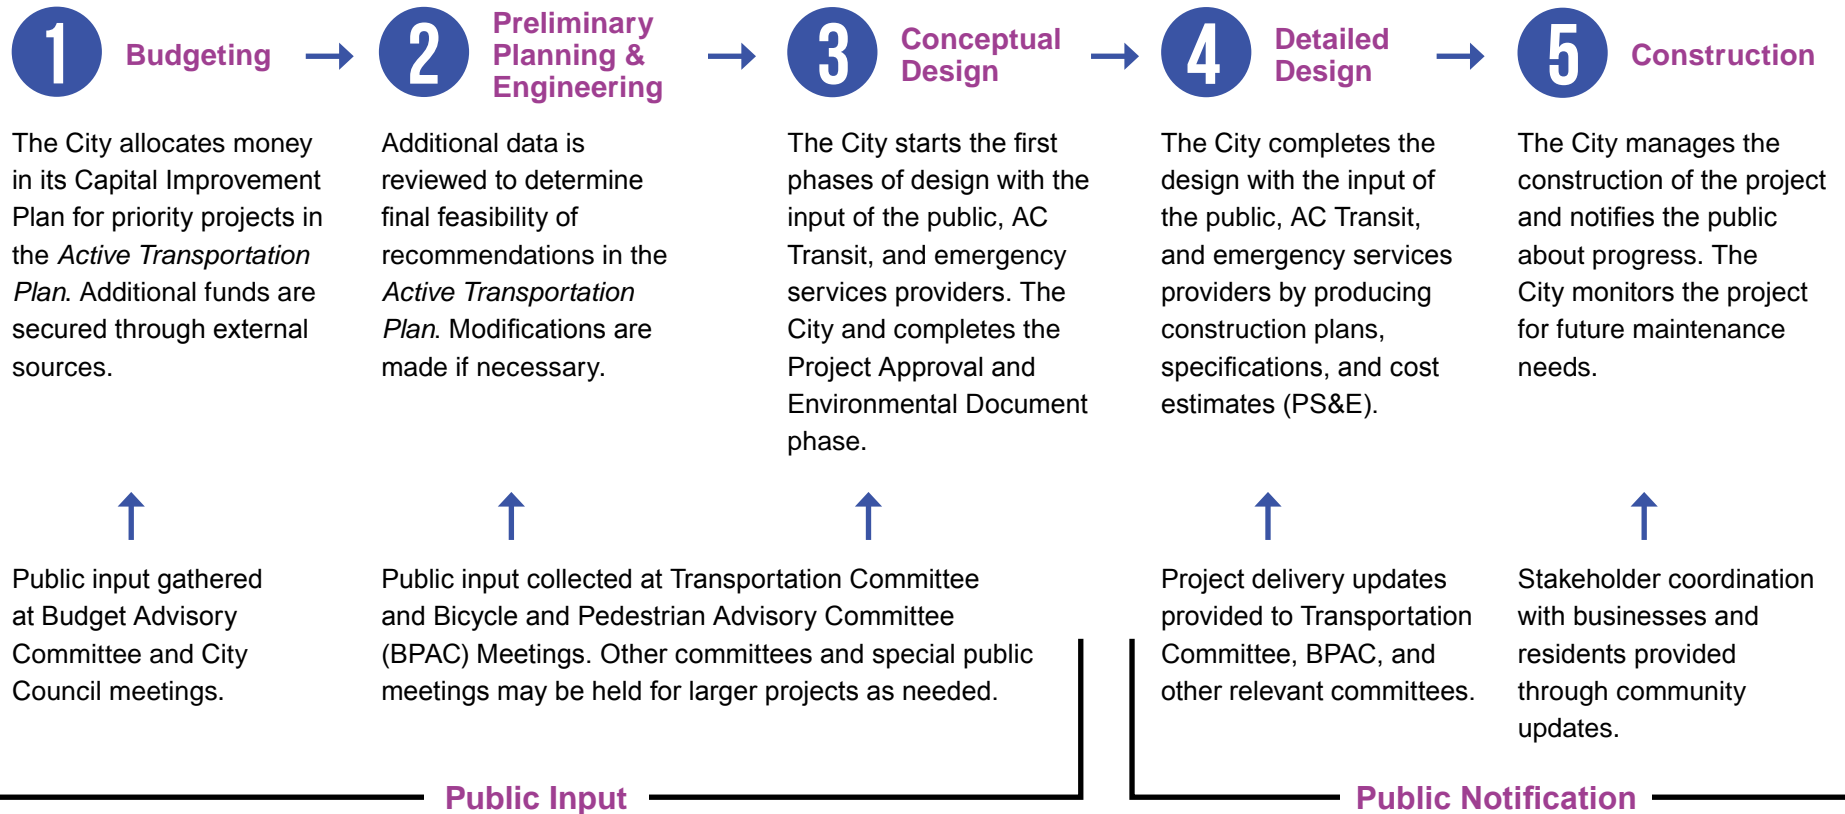 1
Budgeting
The City allocates money
in its Capital Improvement
Plan for priority projects in
the Active Transportation
Plan. Additional funds are
secured through external
sources.
Public input gathered
at Budget Advisory
Committee and City
Council meetings.
2
Preliminary
Planning &
Engineering
Additional data is
reviewed to determine
final feasibility of
recommendations in the
Active Transportation
Plan. Modifications are
made if necessary.
3
Conceptual
Design
The City starts the first
phases of design with the
input of the public, AC
Transit, and emergency
services providers. The
City and completes the
Project Approval and
Environmental Document
phase.
Public input collected at Transportation Committee
and Bicycle and Pedestrian Advisory Committee
(BPAC) Meetings. Other committees and special public
meetings may be held for larger projects as needed.
Public Input
4
Detailed
Design
The City completes the
design with the input of
the public, AC Transit,
and emergency services
providers by producing
construction plans,
specifications, and cost
estimates (PS&E).
Project delivery updates
provided to Transportation
Committee, BPAC, and
other relevant committees.
5
Construction
The City manages the
construction of the project
and notifies the public
about progress. The
City monitors the project
for future maintenance
needs.
Stakeholder coordination
with businesses and
residents provided
through community
updates.
Public Notification